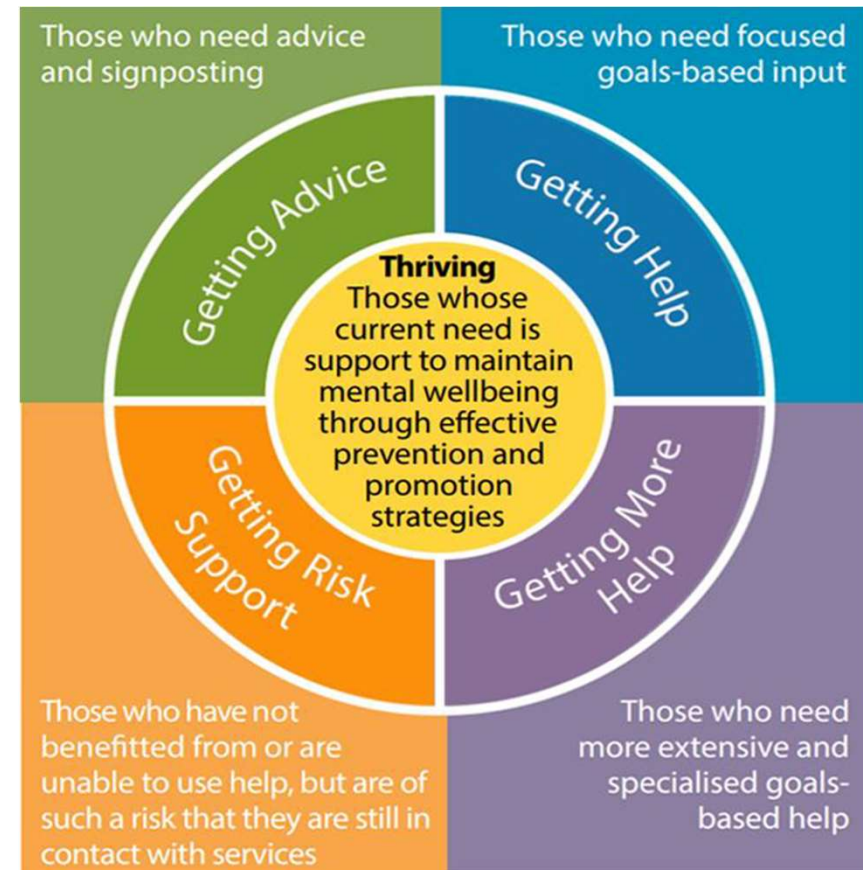 Those who need advice
and signposting
Those who need focused
goals-based input
Getting Advice
Getting Help
Thriving
Those whose
current need is
support to maintain
mental wellbeing
through effective
prevention and
promotion
strategies
Getting Risk
Support
Getting More
Help
Those who have not
benefitted from or are
unable to use help, but are of
such a risk that they are still in
contact with services
Those who need
more extensive and
specialised goals-
based help